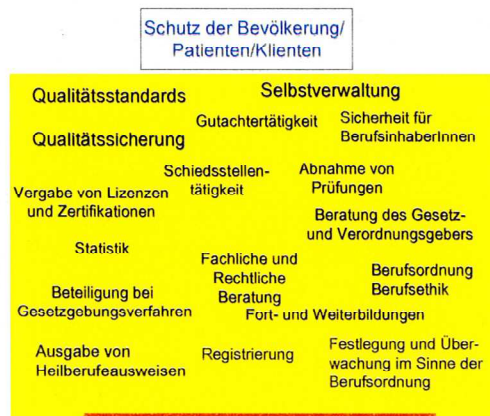 Schutz der Bevölkerung/
Patienten/Klienten
Qualitätsstandards
Selbstverwaltung
Gutachtertätigkeit
Sicherheit für
BerufsinhaberInnen
Qualitätssicherung
Schiedsstellen-
tätigkeit
Abnahme von
Prüfungen
Vergabe von Lizenzen
und Zertifikationen
Beratung des Gesetz-
und Verordnungsgebers
Statistik
Fachliche und
Rechtliche
Beratung
Berufsordnung
Berufsethik
Beteiligung bei
Gesetzgebungsverfahren
Fort- und Weiterbildungen
Ausgabe von
Heilberufeausweisen
Registrierung
Festlegung und Über-
wachung im Sinne der
Berufsordnung